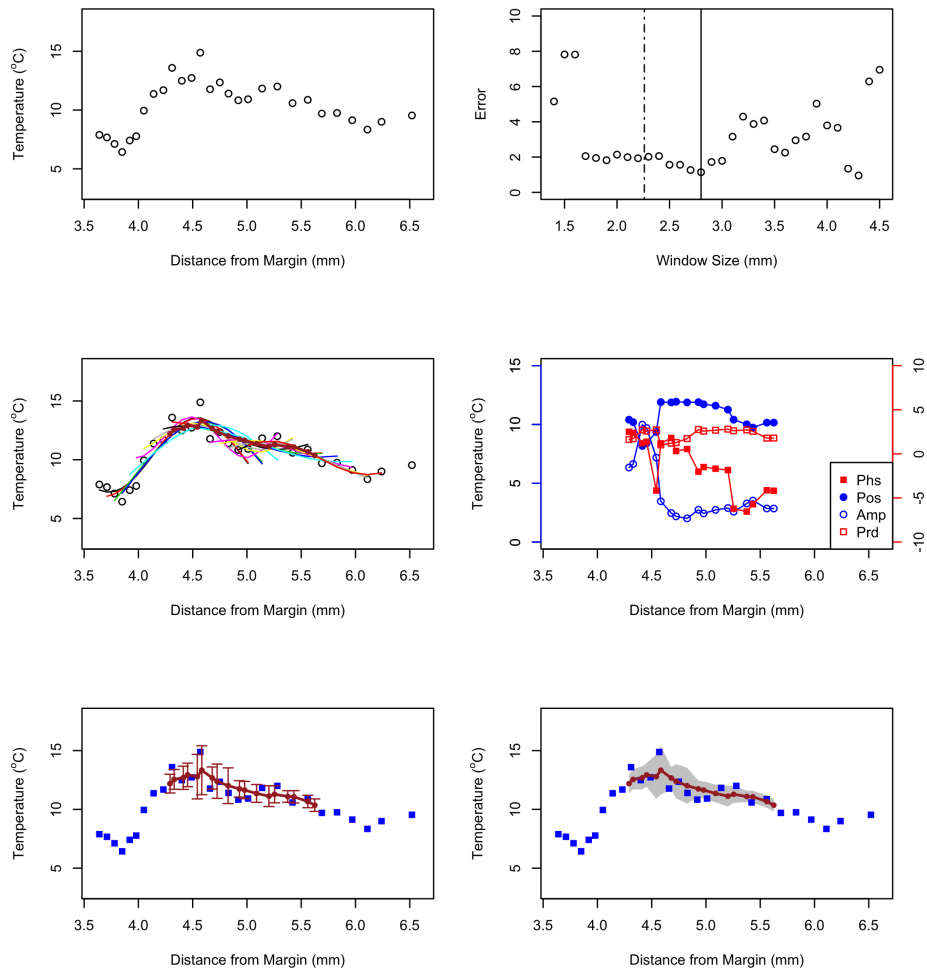 Temperature (°C)
15
10
5
3.5 4.0 4.5 5.0 5.5 6.0 6.5
Distance from Margin (mm)
Error
10
8
6
4
2
0
1.5 2.0 2.5 3.0 3.5 4.0 4.5
Window Size (mm)
Temperature (°C)
15
10
5
3.5 4.0 4.5 5.0 5.5 6.0 6.5
Distance from Margin (mm)
Temperature (°C)
15
10
5
0
10
5
0
-5
-10
Phs
Pos
Amp
Prd
3.5 4.0 4.5 5.0 5.5 6.0 6.5
Distance from Margin (mm)
Temperature (°C)
15
10
5
3.5 4.0 4.5 5.0 5.5 6.0 6.5
Distance from Margin (mm)
Temperature (°C)
15
10
5
3.5 4.0 4.5 5.0 5.5 6.0 6.5
Distance from Margin (mm)